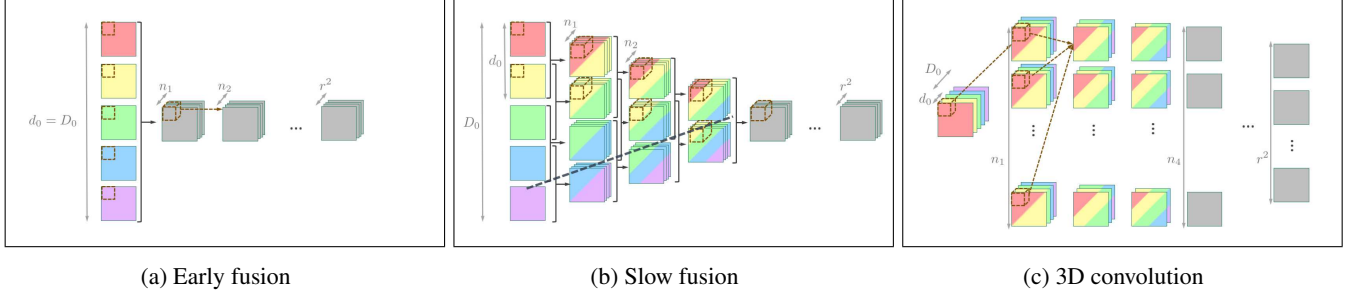 d₀ = D₀
n₁
n₂
r²
...
D₀
d₀
n₁
n₂
r²
...
D₀
d₀
n₁
n₄
r²
...
(a) Early fusion
(b) Slow fusion
(c) 3D convolution